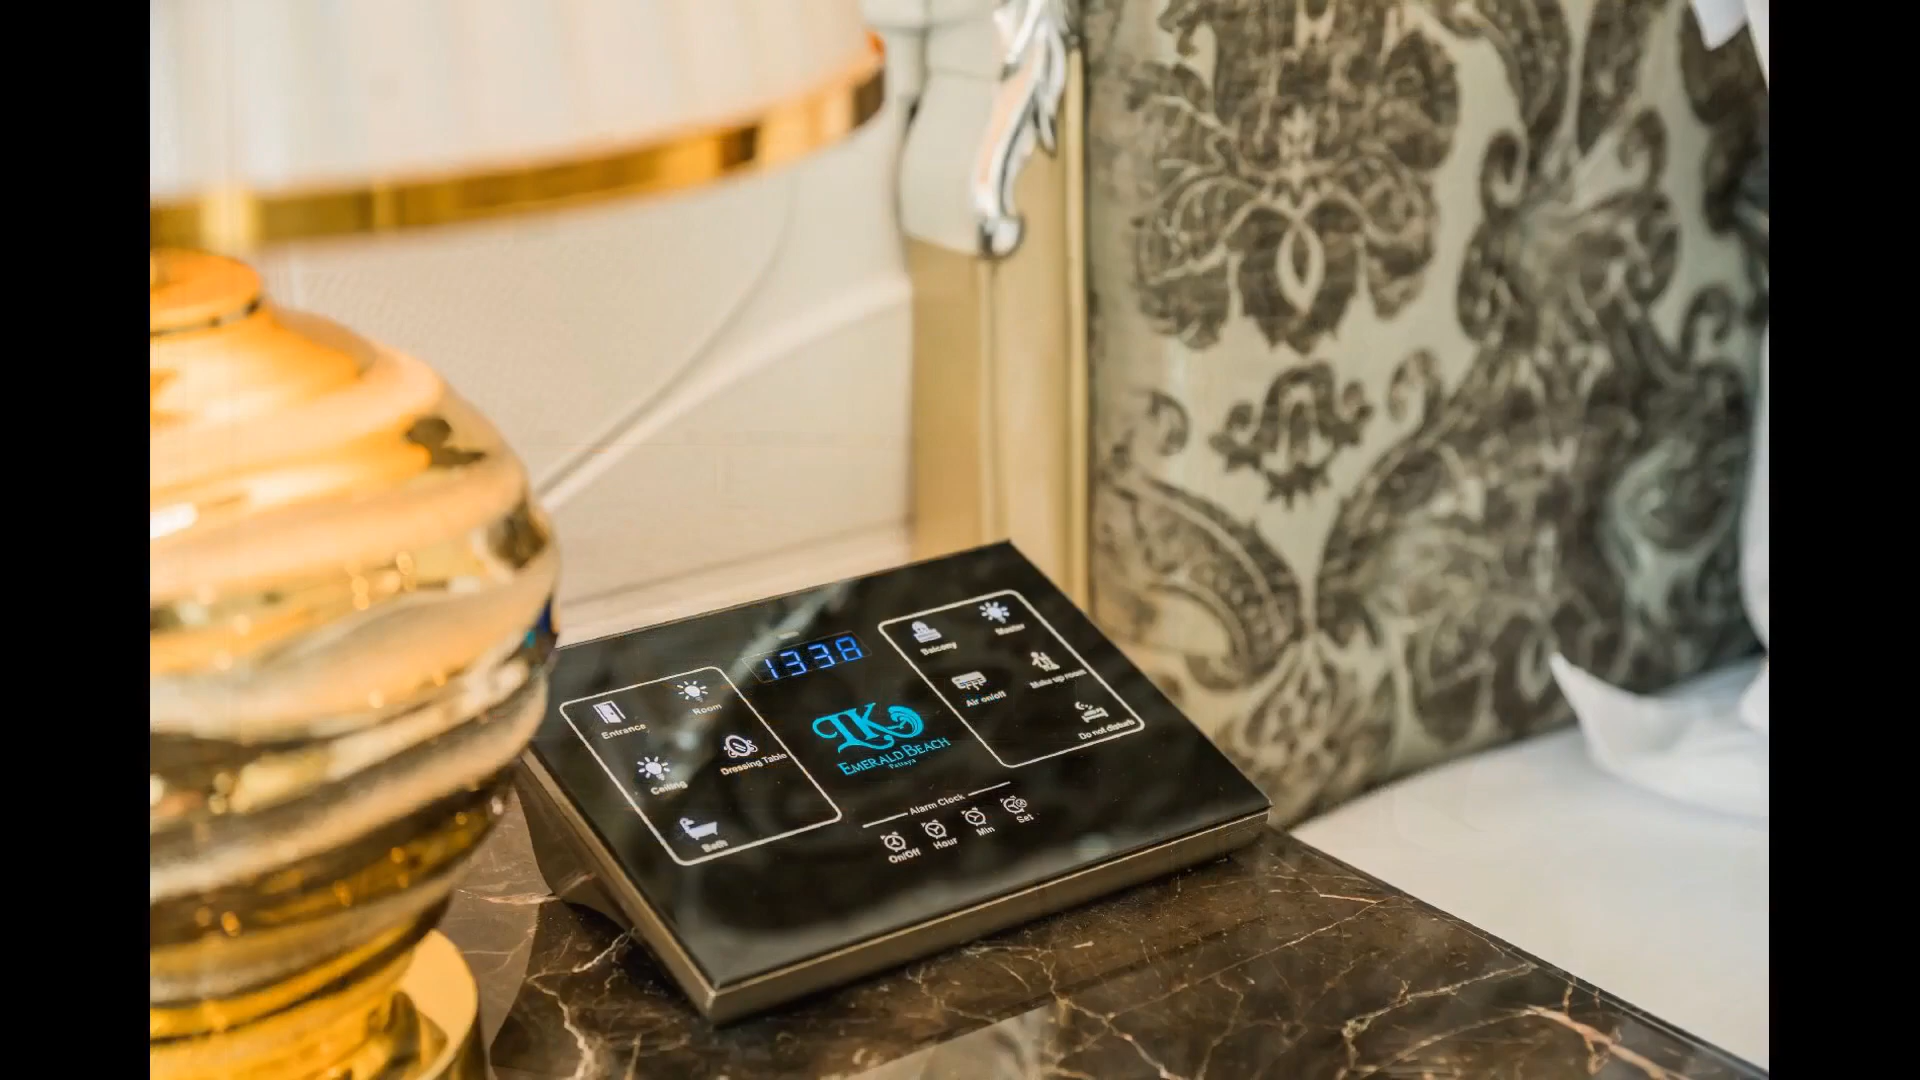 1338
Entrance
Room
Ceiling
Dressing Table
Bath
LK
EMERALD BEACH
Pattaya
Balcony
Master
Air on/off
Make up room
Do not disturb
Alarm Clock
On/Off
Hour
Min
Set